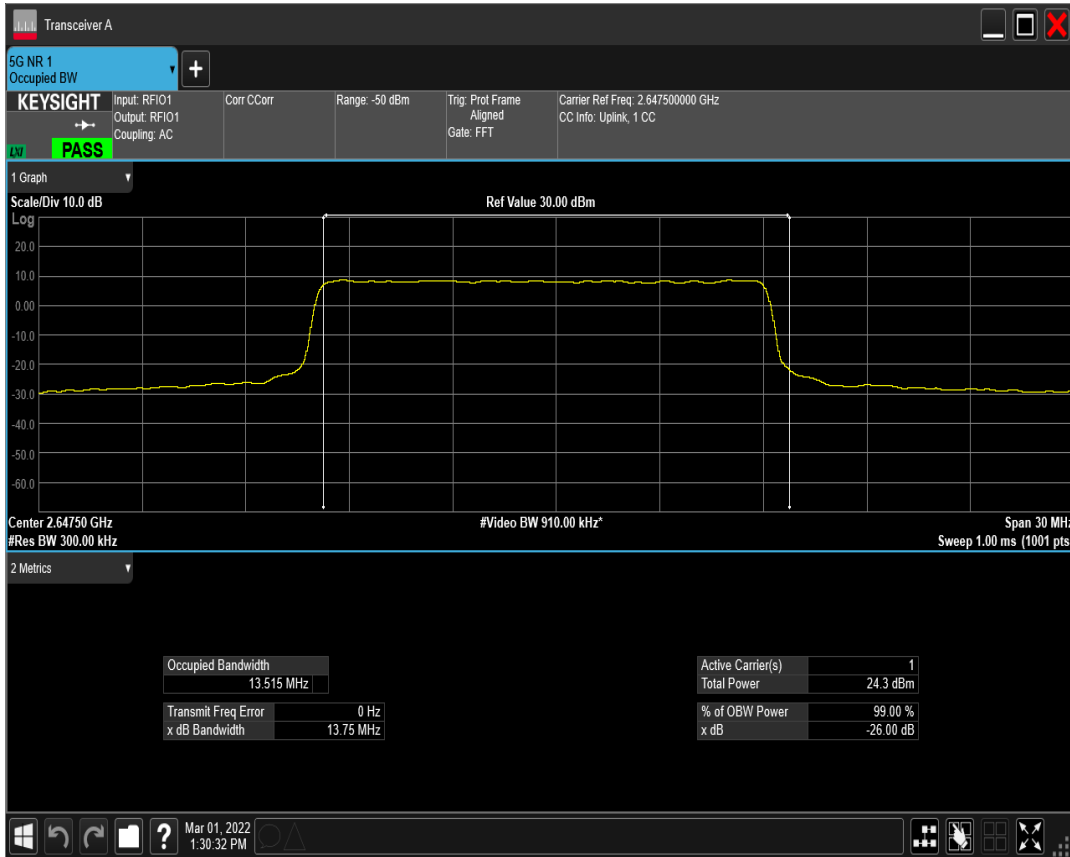 Transceiver A
5G NR 1
Occupied BW
+
KEYSIGHT
LXI
PASS
Input: RFIO1
Output: RFIO1
Coupling: AC
Corr CCorr
Range: -50 dBm
Trig: Prot Frame
Aligned
Gate: FFT
Carrier Ref Freq: 2.647500000 GHz
CC Info: Uplink, 1 CC
1 Graph
Scale/Div 10.0 dB
Ref Value 30.00 dBm
Log
20.0
10.0
0.00
-10.0
-20.0
-30.0
-40.0
-50.0
-60.0
Center 2.64750 GHz
#Video BW 910.00 kHz*
Span 30 MHz
#Res BW 300.00 kHz
Sweep 1.00 ms (1001 pts
2 Metrics
Occupied Bandwidth
13.515 MHz
Transmit Freq Error 0 Hz
x dB Bandwidth 13.75 MHz
Active Carrier(s) 1
Total Power 24.3 dBm
% of OBW Power 99.00 %
x dB -26.00 dB
?
Mar 01, 2022
1:30:32 PM